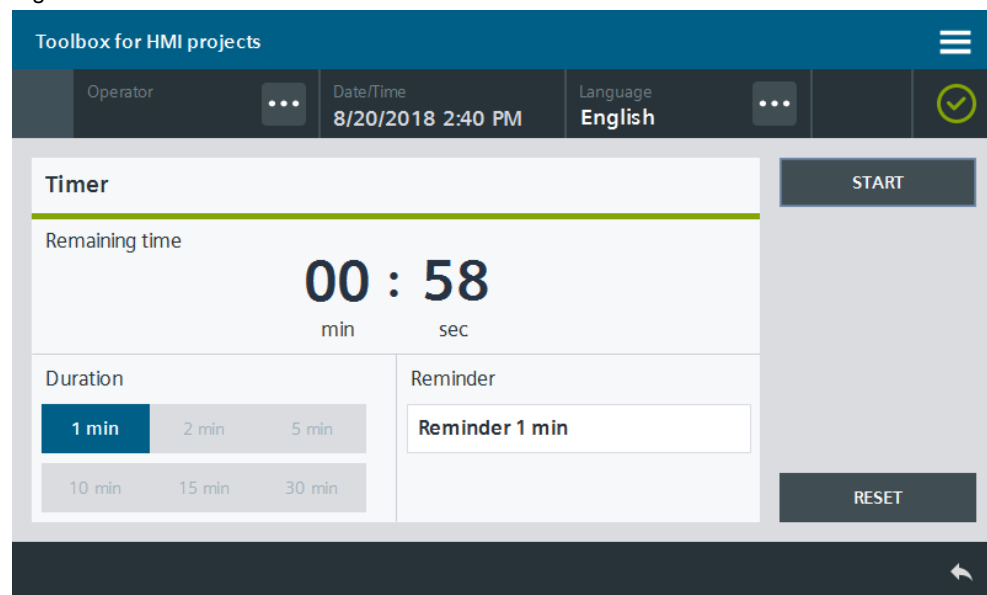 Toolbox for HMI projects
Operator
Date/Time
Language
8/20/2018 2:40 PM
English
Timer
START
Remaining time
00 : 58
min sec
Duration
Reminder
1 min 2 min 5 min
Reminder 1 min
10 min 15 min 30 min
RESET